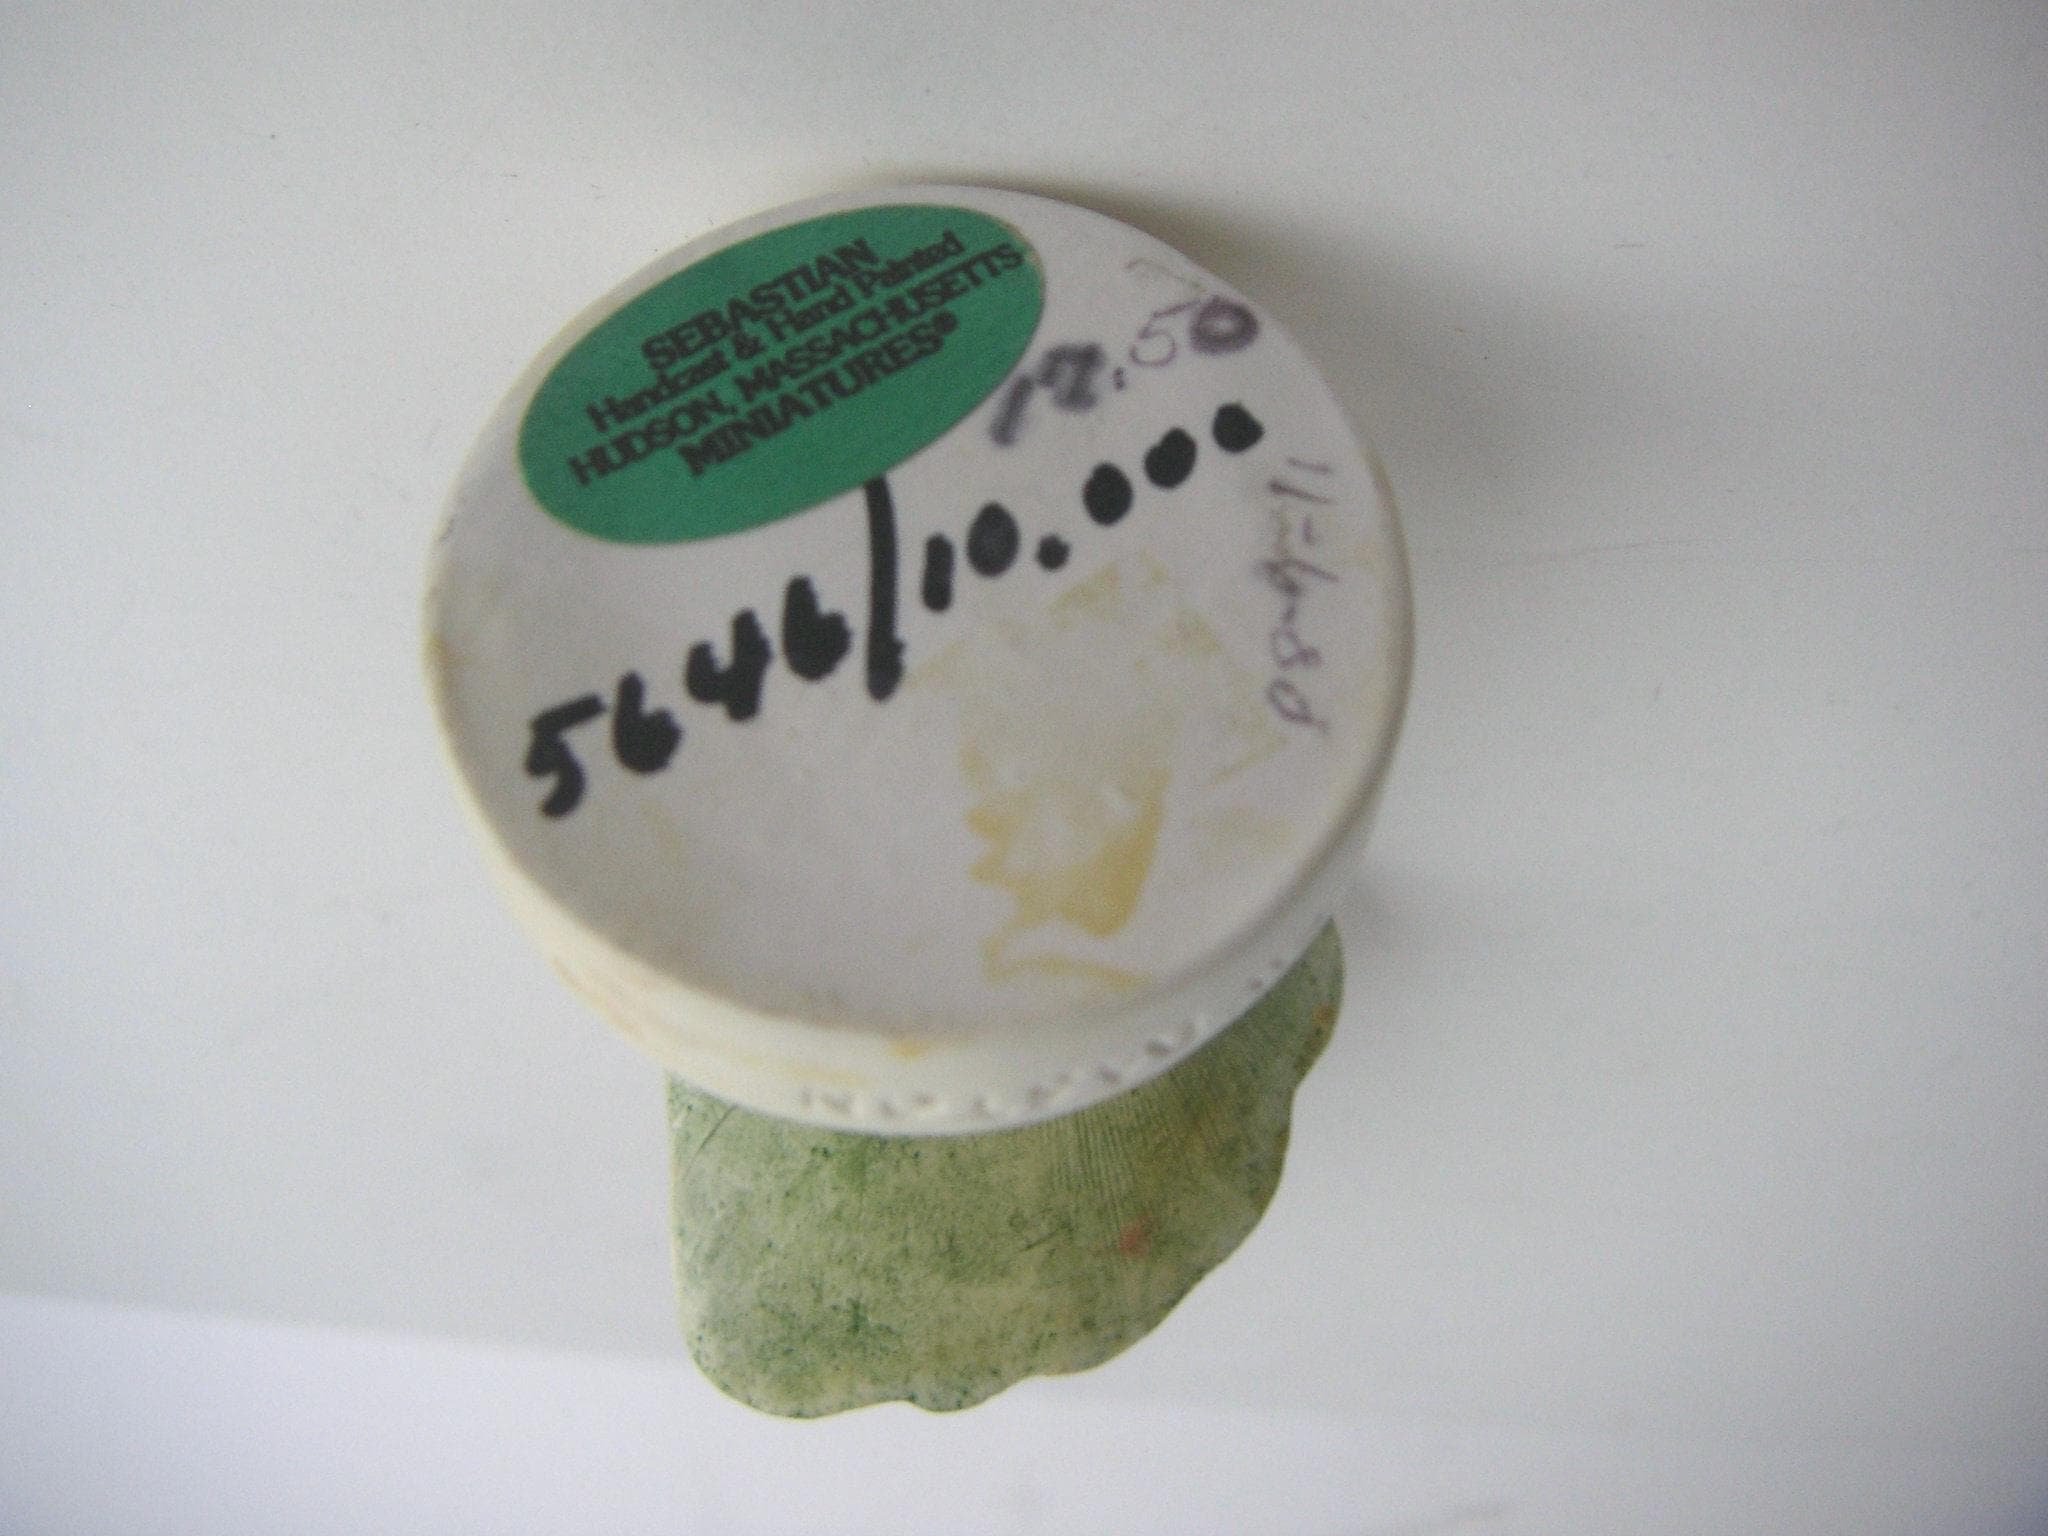 SEBASTIAN
Handcast & Hand Painted
HUDSON, MASSACHUSETTS
MINIATURES®
12.50
5646/10.000